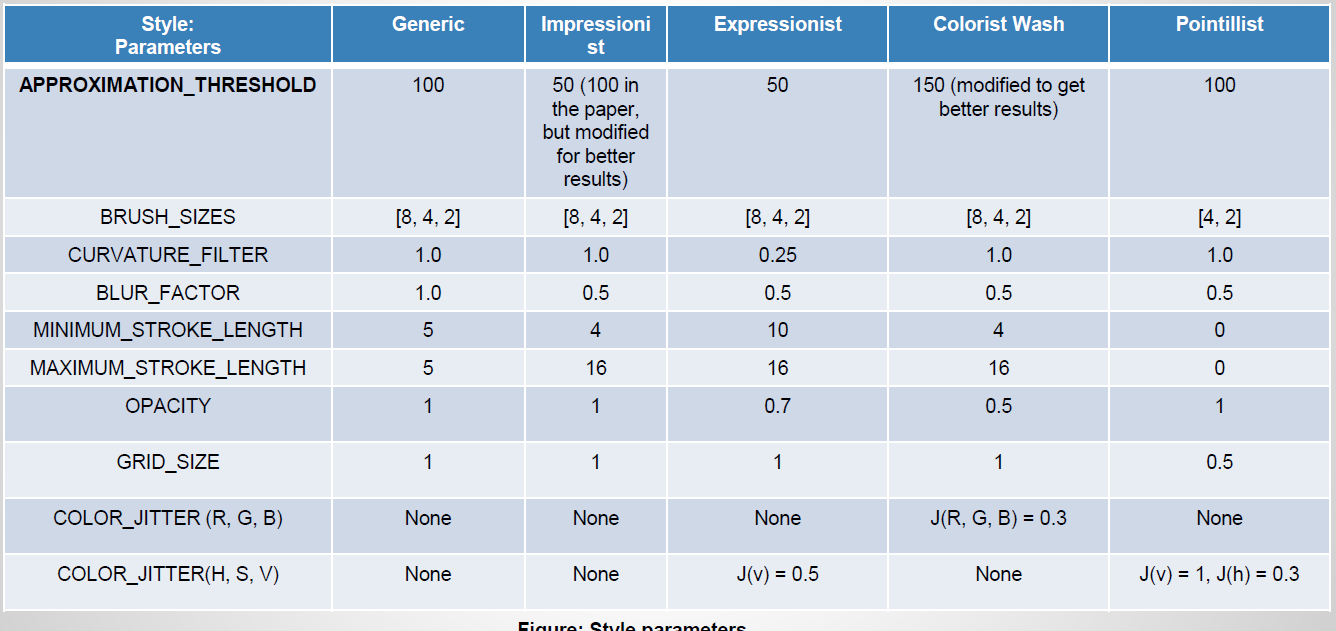 Style:
Parameters
Generic
Impressioni
st
Expressionist
Colorist Wash
Pointillist
APPROXIMATION_THRESHOLD
100
50 (100 in
the paper,
but modified
for better
results)
50
150 (modified to get
better results)
100
BRUSH_SIZES
[8, 4, 2]
[8, 4, 2]
[8, 4, 2]
[8, 4, 2]
[4, 2]
CURVATURE_FILTER
1.0
1.0
0.25
1.0
1.0
BLUR_FACTOR
1.0
0.5
0.5
0.5
0.5
MINIMUM_STROKE_LENGTH
5
4
10
4
0
MAXIMUM_STROKE_LENGTH
5
16
16
16
0
OPACITY
1
1
0.7
0.5
1
GRID_SIZE
1
1
1
1
0.5
COLOR_JITTER (R, G, B)
None
None
None
J(R, G, B) = 0.3
None
COLOR_JITTER(H, S, V)
None
None
J(v) = 0.5
None
J(v) = 1, J(h) = 0.3
Figure: Style parameters